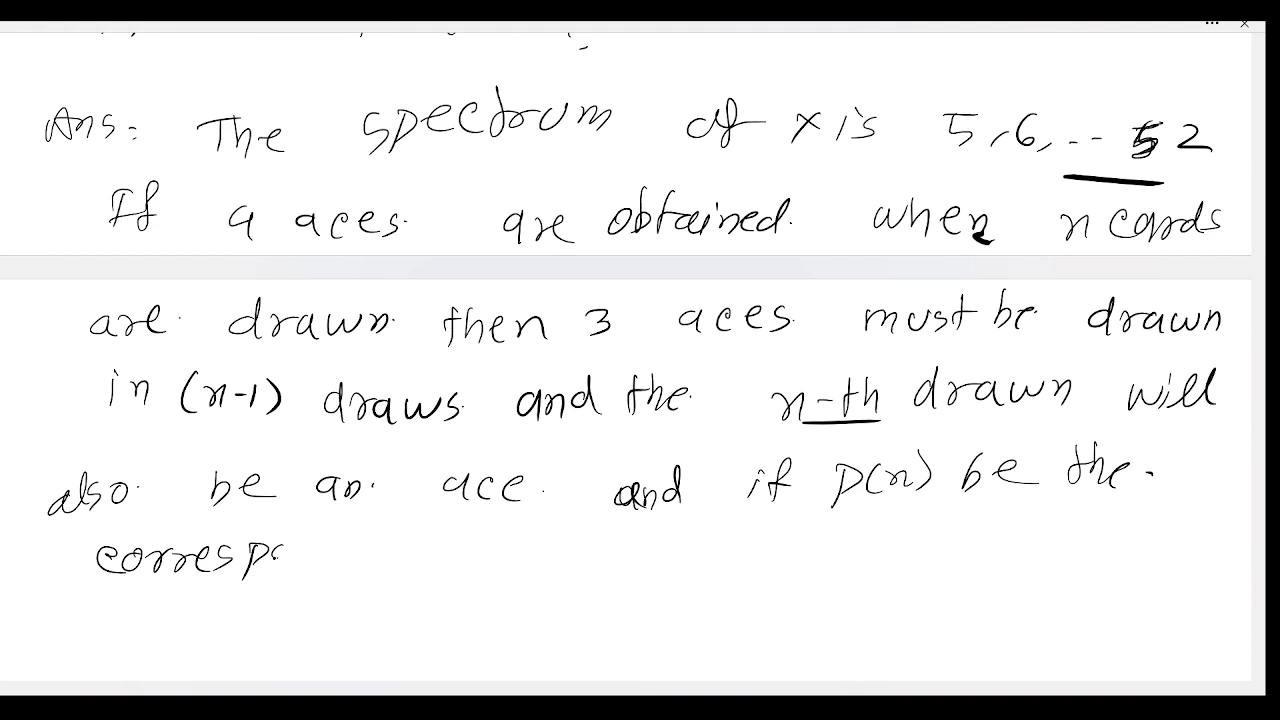 Ans: The spectrum of x is 5, 6, -- 52
If 4 aces are obtained when n cards
are drawn then 3 aces must be drawn
in (n-1) draws and the n-th drawn will
also be an ace and if P(n) be the
corresp